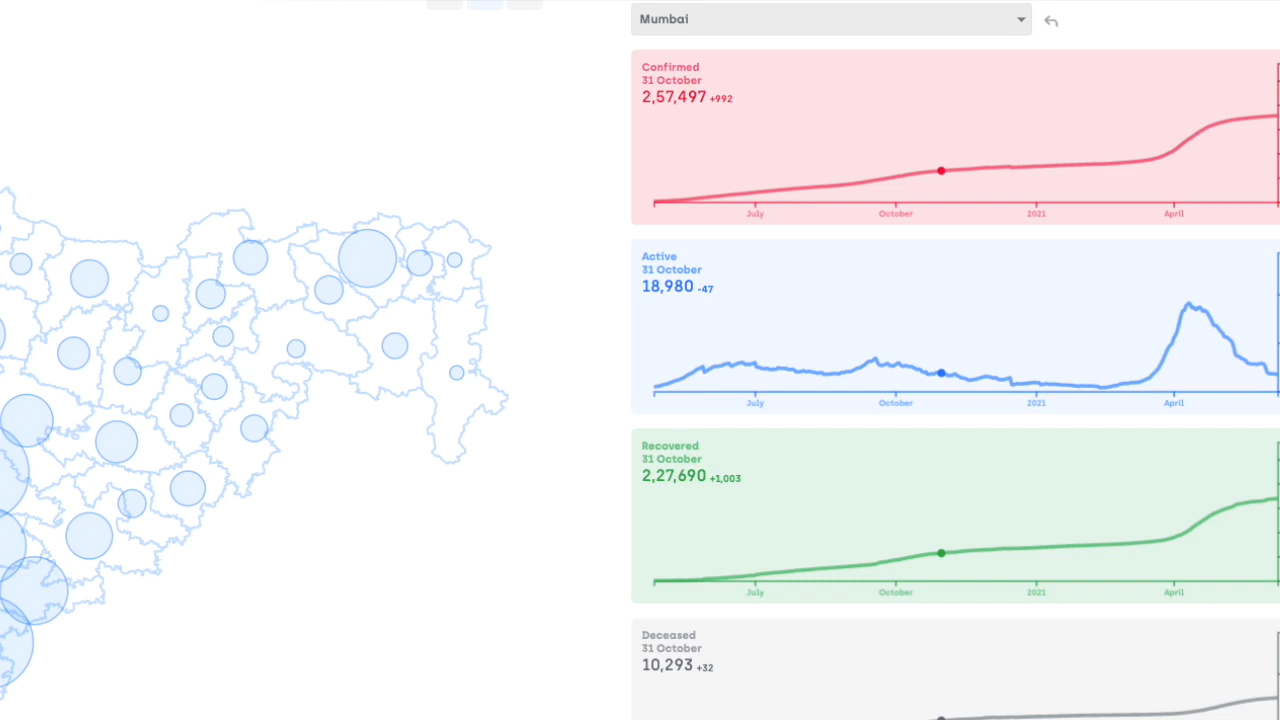 Mumbai
Confirmed
31 October
2,57,497 +992
July October 2021 April
Active
31 October
18,980 -47
July October 2021 April
Recovered
31 October
2,27,690 +1,003
July October 2021 April
Deceased
31 October
10,293 +32